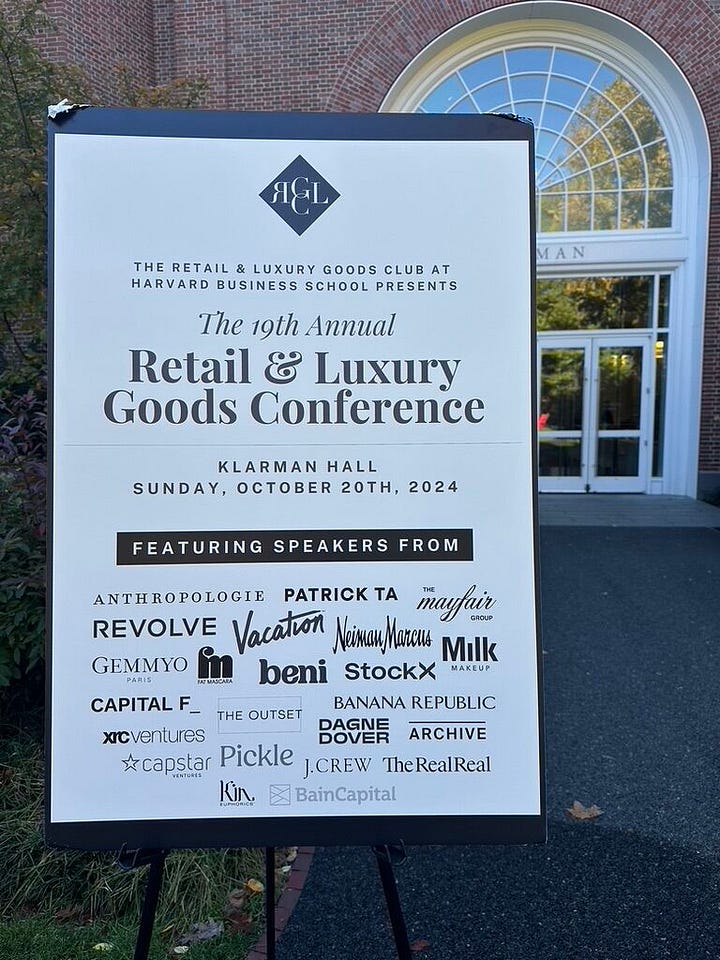 RGLC
THE RETAIL & LUXURY GOODS CLUB AT
HARVARD BUSINESS SCHOOL PRESENTS
The 19th Annual
Retail & Luxury
Goods Conference
KLARMAN HALL
SUNDAY, OCTOBER 20TH, 2024
FEATURING SPEAKERS FROM
ANTHROPOLOGIE PATRICK TA THE mayfair GROUP
REVOLVE Vacation Neiman Marcus Milk MAKEUP
GEMMYO PARIS fm FAT MASCARA beni StockX
CAPITAL F_ THE OUTSET BANANA REPUBLIC
xrc ventures DAGNE DOVER ARCHIVE
capstar VENTURES Pickle J.CREW TheRealReal
Kin EUPHORICS BainCapital
MAN